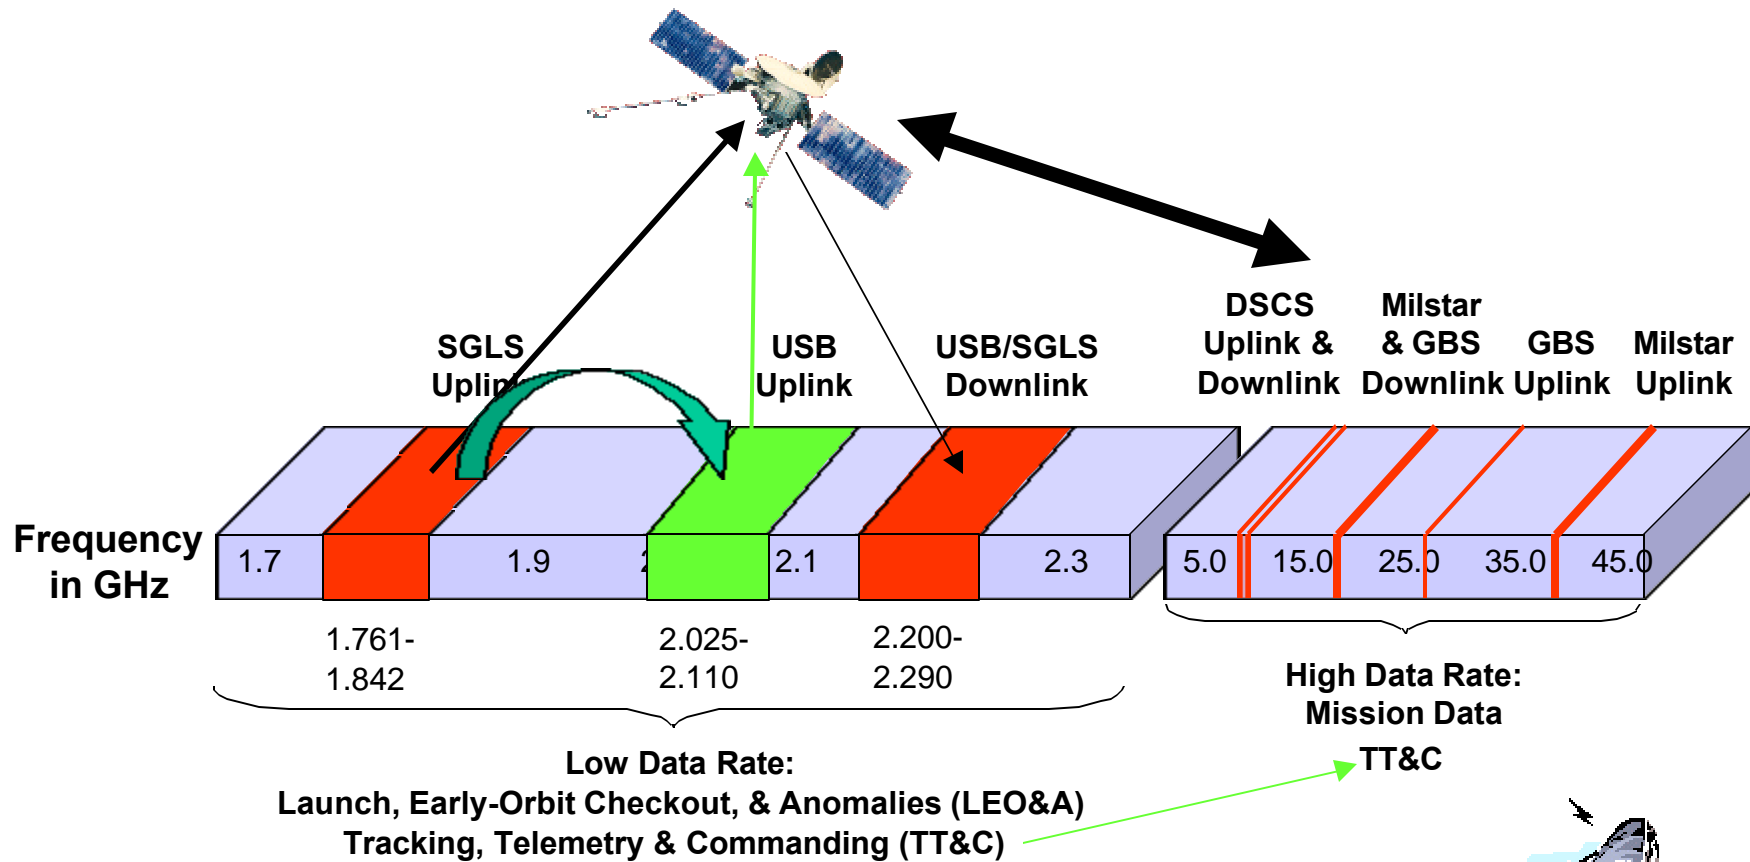 DSCS
Uplink &
Downlink
Milstar
& GBS
Downlink
GBS
Uplink
Milstar
Uplink
SGLS
Uplink
USB
Uplink
USB/SGLS
Downlink
Frequency
in GHz
1.7
1.9
2.1
2.3
5.0
15.0
25.0
35.0
45.0
1.761-
1.842
2.025-
2.110
2.200-
2.290
High Data Rate:
Mission Data
TT&C
Low Data Rate:
Launch, Early-Orbit Checkout, & Anomalies (LEO&A)
Tracking, Telemetry & Commanding (TT&C)